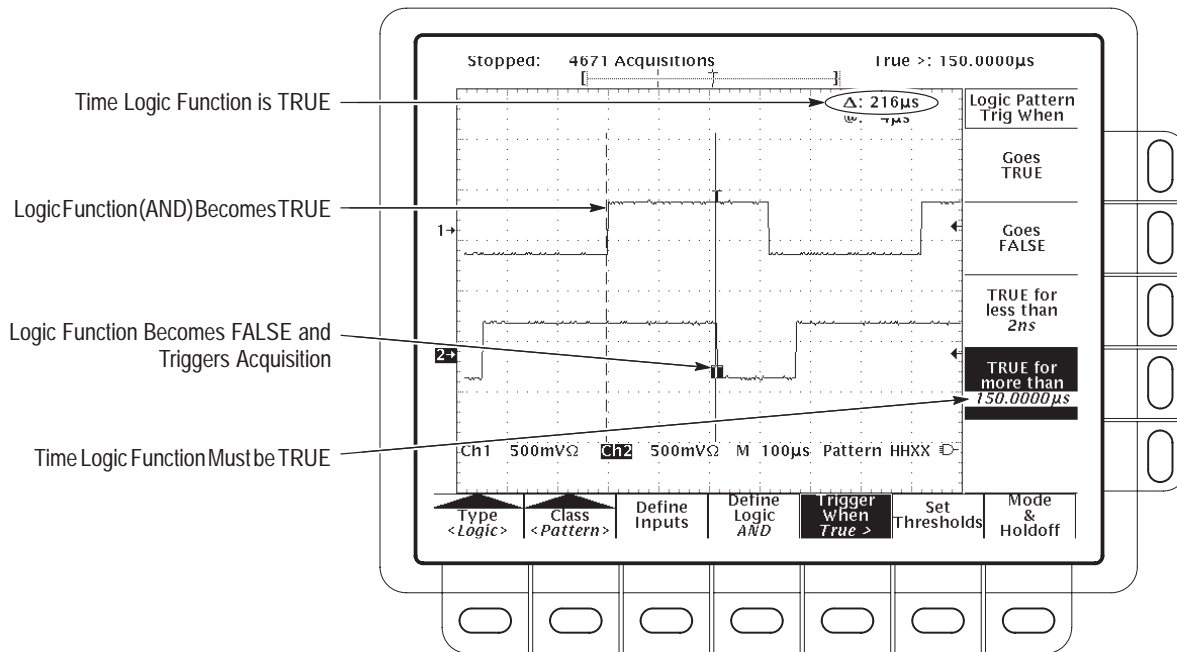 Stopped: 4671 Acquisitions True >: 150.0000µs
Time Logic Function is TRUE
Δ: 216µs
@: 4µs
Logic Pattern
Trig When
Goes
TRUE
Logic Function (AND) Becomes TRUE
1→
Goes
FALSE
TRUE for
less than
2ns
Logic Function Becomes FALSE and
Triggers Acquisition
2→
TRUE for
more than
150.0000µs
Time Logic Function Must be TRUE
Ch1 500mVΩ Ch2 500mVΩ M 100µs Pattern HHXX
Type
<Logic>
Class
<Pattern>
Define
Inputs
Define
Logic
AND
Trigger
When
True >
Set
Thresholds
Mode
&
Holdoff